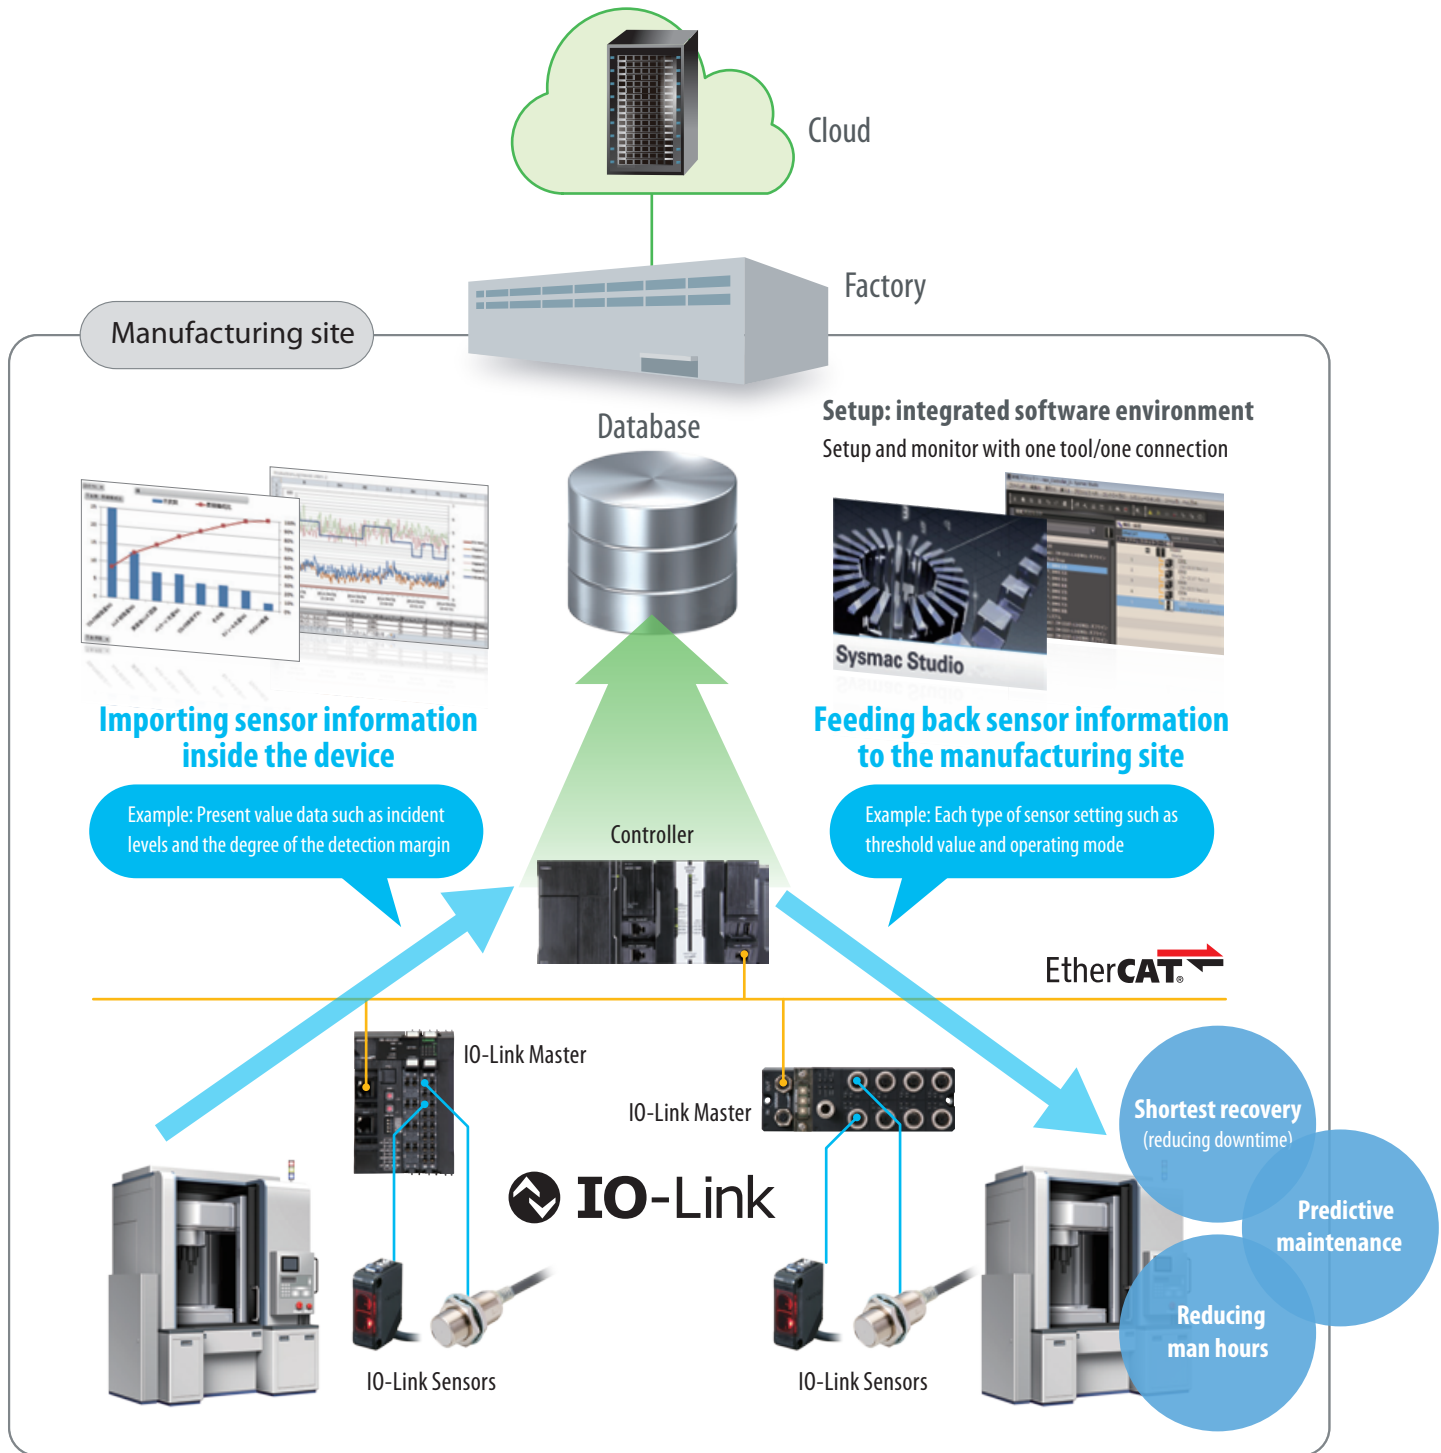 Cloud
Factory
Manufacturing site
Database
Setup: integrated software environment
Setup and monitor with one tool/one connection
Sysmac Studio
Importing sensor information
inside the device
Feeding back sensor information
to the manufacturing site
Example: Present value data such as incident
levels and the degree of the detection margin
Example: Each type of sensor setting such as
threshold value and operating mode
Controller
EtherCAT®
IO-Link Master
IO-Link Master
IO-Link
Shortest recovery
(reducing downtime)
Predictive
maintenance
Reducing
man hours
IO-Link Sensors
IO-Link Sensors